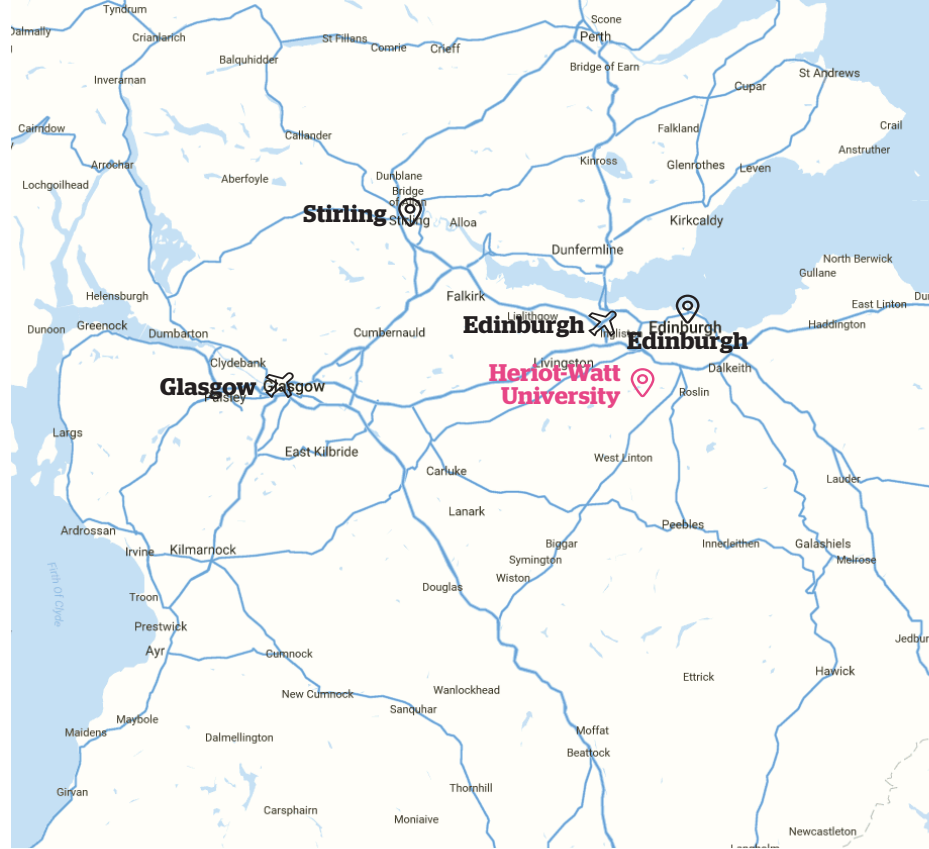 Tyndrum
Scone
Dalmally
Crianlarich
St Fillans
Perth
Comrie
Crieff
Balquhidder
Bridge of Earn
St Andrews
Inverarnan
Cupar
Cairndow
Falkland
Crail
Callander
Anstruther
Arrochar
Kinross
Glenrothes
Leven
Dunblane
Aberfoyle
Lochgoilhead
Bridge
of Allan
Stirling
Stirling
Alloa
Kirkcaldy
Dunfermline
North Berwick
Gullane
Helensburgh
Falkirk
East Linton
Linlithgow
Dunoon
Greenock
Dumbarton
Cumbernauld
Edinburgh
Edinburgh
Haddington
Edinburgh
Clydebank
Livingston
Dalkeith
Heriot-Watt
University
Glasgow
Glasgow
Paisley
Roslin
Largs
East Kilbride
West Linton
Carluke
Lauder
Lanark
Ardrossan
Peebles
Irvine
Kilmarnock
Biggar
Innerleithen
Galashiels
Symington
Melrose
Firth Of Clyde
Wiston
Douglas
Troon
Prestwick
Jedbur
Ayr
Cumnock
Hawick
Ettrick
New Cumnock
Wanlockhead
Sanquhar
Maybole
Maidens
Dalmellington
Moffat
Beattock
Girvan
Thornhill
Carsphairn
Moniaive
Newcastleton